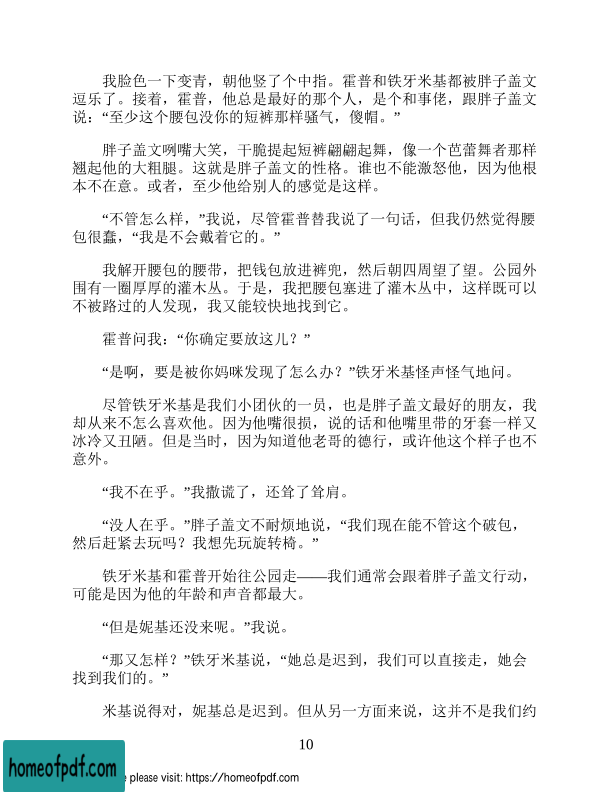 我脸色一下变青，朝他竖了个中指。霍普和铁牙米基都被胖子盖文
逗乐了。接着，霍普，他总是最好的那个人，是个和事佬，跟胖子盖文
说：“至少这个腰包没你的短裤那样骚气，傻帽。”
胖子盖文咧嘴大笑，干脆提起短裤翩翩起舞，像一个芭蕾舞者那样
翘起他的大粗腿。这就是胖子盖文的性格。谁也不能激怒他，因为他根
本不在意。或者，至少他给别人的感觉是这样。
“不管怎么样，”我说，尽管霍普替我说了一句话，但我仍然觉得腰
包很蠢，“我是不会戴着它的。”
我解开腰包的腰带，把钱包放进裤兜，然后朝四周望了望。公园外
围有一圈厚厚的灌木丛。于是，我把腰包塞进了灌木丛中，这样既可以
不被路过的人发现，我又能较快地找到它。
霍普问我：“你确定要放这儿？”
“是啊，要是被你妈咪发现了怎么办？”铁牙米基怪声怪气地问。
尽管铁牙米基是我们小团伙的一员，也是胖子盖文最好的朋友，我
却从来不怎么喜欢他。因为他嘴很损，说的话和他嘴里带的牙套一样又
冰冷又丑陋。但是当时，因为知道他老哥的德行，或许他这个样子也不
意外。
“我不在乎。”我撒谎了，还耸了耸肩。
“没人在乎。”胖子盖文不耐烦地说，“我们现在能不管这个破包，
然后赶紧去玩吗？我想先玩旋转椅。”
铁牙米基和霍普开始往公园走——我们通常会跟着胖子盖文行动，
可能是因为他的年龄和声音都最大。
“但是妮基还没来呢。”我说。
“那又怎样？”铁牙米基说，“她总是迟到，我们可以直接走，她会
找到我们的。”
米基说得对，妮基总是迟到。但从另一方面来说，这并不是我们约
10
homeofpdf.com
please visit: https://homeofpdf.com